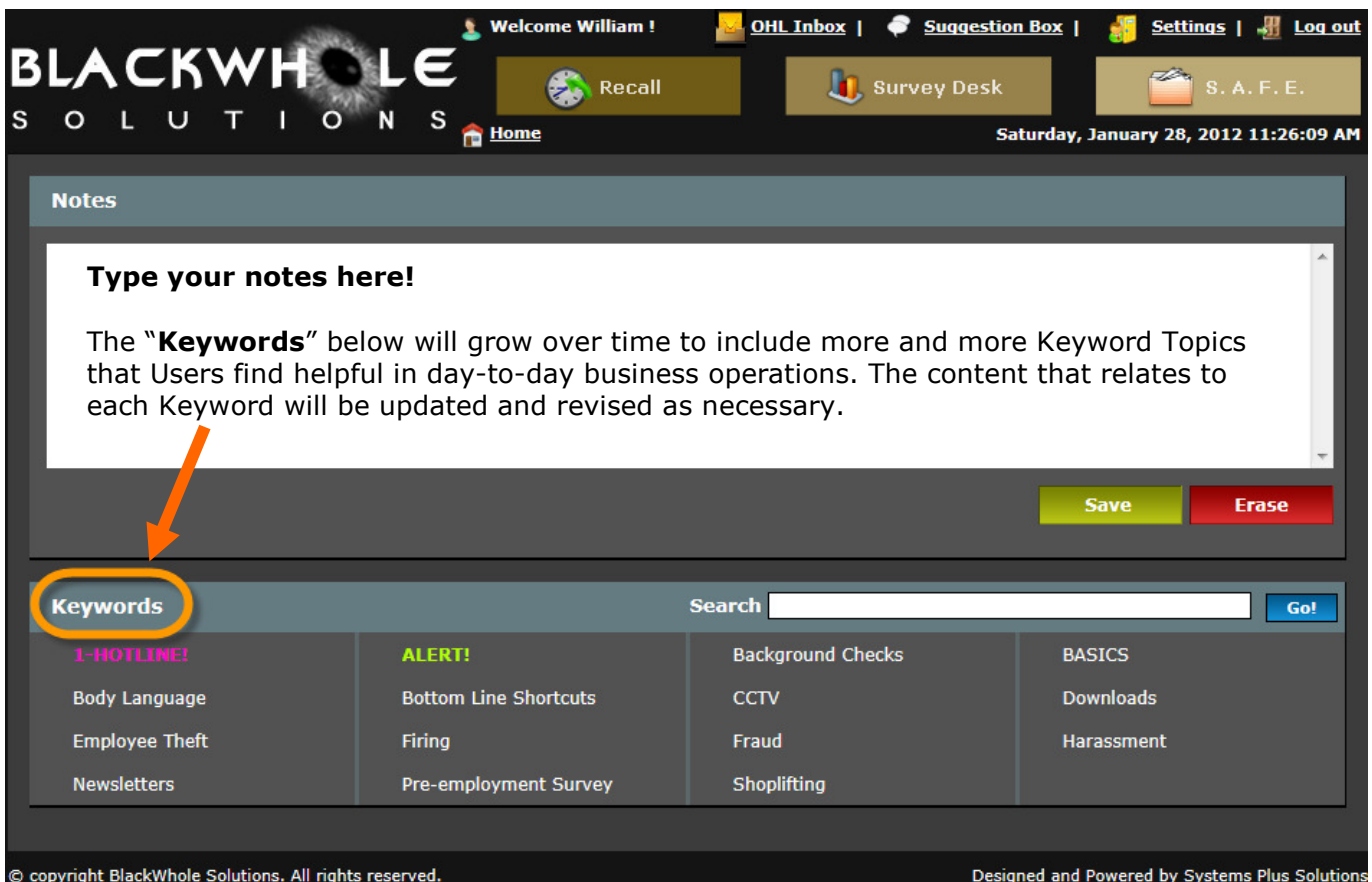 Welcome William ! OHL Inbox | Suggestion Box | Settings | Log out
BLACKWHOLE
SOLUTIONS
Recall Survey Desk S. A. F. E.
Home Saturday, January 28, 2012 11:26:09 AM
Notes
Type your notes here!
The “Keywords” below will grow over time to include more and more Keyword Topics
that Users find helpful in day-to-day business operations. The content that relates to
each Keyword will be updated and revised as necessary.
Save Erase
Keywords Search Go!
1-HOTLINE! ALERT! Background Checks BASICS
Body Language Bottom Line Shortcuts CCTV Downloads
Employee Theft Firing Fraud Harassment
Newsletters Pre-employment Survey Shoplifting
© copyright BlackWhole Solutions. All rights reserved. Designed and Powered by Systems Plus Solutions